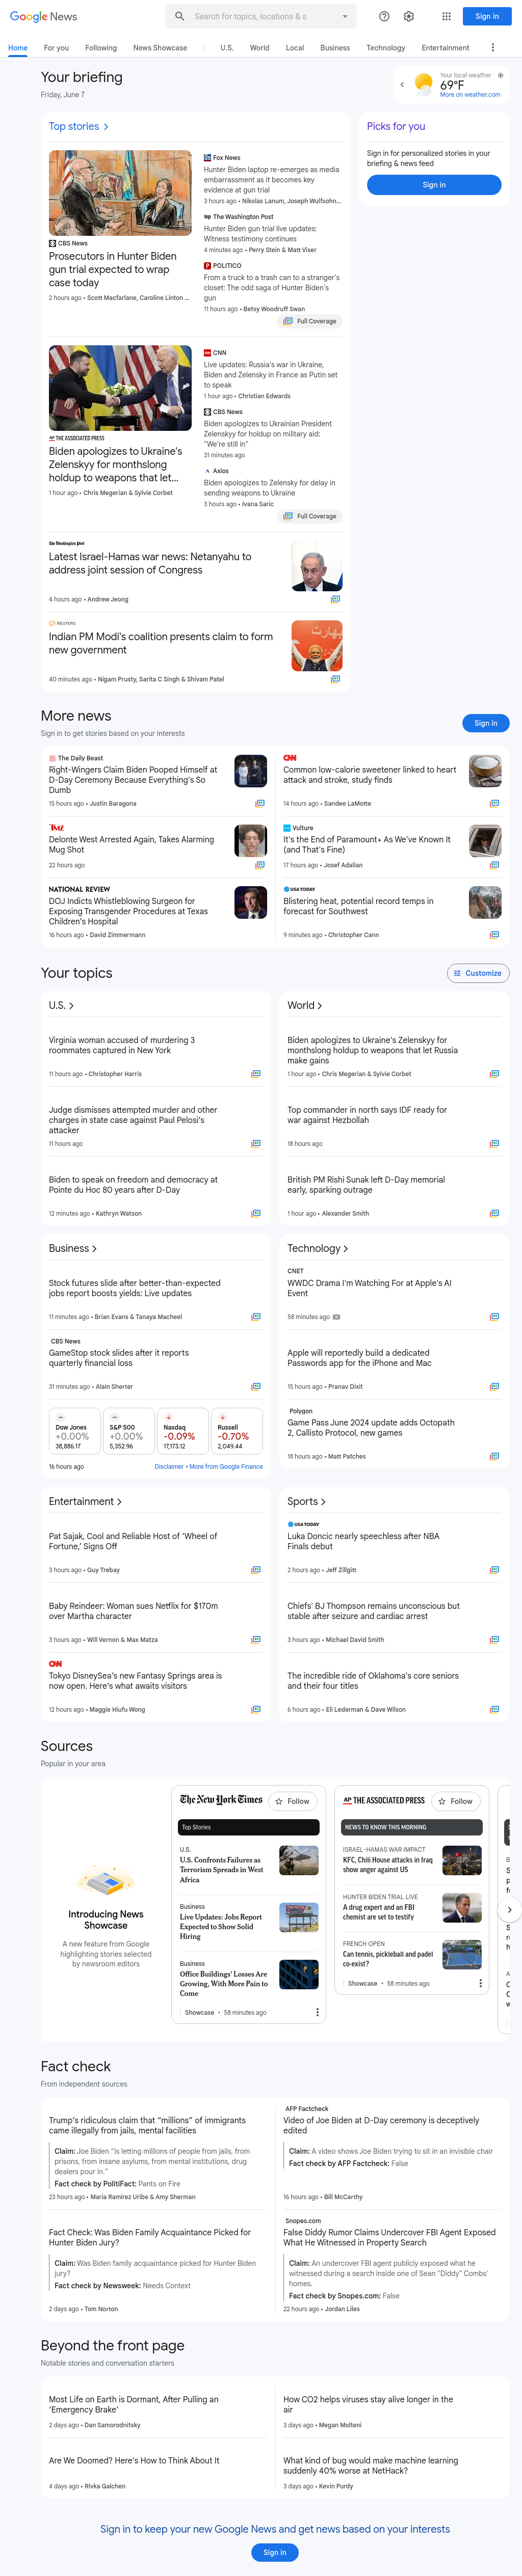 Google News
Search for topics, locations & s
Sign in
Home
For you
Following
News Showcase
U.S.
World
Local
Business
Technology
Entertainment
Your briefing
Friday, June 7
Your local weather
69°F
More on weather.com
Top stories
CBS News
Prosecutors in Hunter Biden
gun trial expected to wrap
case today
2 hours ago • Scott Macfarlane, Caroline Linton ...
Fox News
Hunter Biden laptop re-emerges as media
embarrassment as it becomes key
evidence at gun trial
3 hours ago • Nikolas Lanum, Joseph Wulfsohn...
The Washington Post
Hunter Biden gun trial live updates:
Witness testimony continues
4 minutes ago • Perry Stein & Matt Viser
POLITICO
From a truck to a trash can to a stranger's
closet: The odd saga of Hunter Biden's
gun
11 hours ago • Betsy Woodruff Swan
Full Coverage
AP THE ASSOCIATED PRESS
Biden apologizes to Ukraine's
Zelenskyy for monthslong
holdup to weapons that let...
1 hour ago • Chris Megerian & Sylvie Corbet
CNN
Live updates: Russia's war in Ukraine,
Biden and Zelensky in France as Putin set
to speak
1 hour ago • Christian Edwards
CBS News
Biden apologizes to Ukrainian President
Zelenskyy for holdup on military aid:
"We're still in"
31 minutes ago
Axios
Biden apologizes to Zelensky for delay in
sending weapons to Ukraine
3 hours ago • Ivana Saric
Full Coverage
The Washington Post
Latest Israel-Hamas war news: Netanyahu to
address joint session of Congress
4 hours ago • Andrew Jeong
REUTERS
Indian PM Modi's coalition presents claim to form
new government
40 minutes ago • Nigam Prusty, Sarita C Singh & Shivam Patel
Picks for you
Sign in for personalized stories in your
briefing & news feed
Sign in
More news
Sign in to get stories based on your interests
Sign in
The Daily Beast
Right-Wingers Claim Biden Pooped Himself at
D-Day Ceremony Because Everything's So
Dumb
15 hours ago • Justin Baragona
CNN
Common low-calorie sweetener linked to heart
attack and stroke, study finds
14 hours ago • Sandee LaMotte
TMZ
Delonte West Arrested Again, Takes Alarming
Mug Shot
22 hours ago
Vulture
It's the End of Paramount+ As We've Known It
(and That's Fine)
17 hours ago • Josef Adalian
NATIONAL REVIEW
DOJ Indicts Whistleblowing Surgeon for
Exposing Transgender Procedures at Texas
Children's Hospital
16 hours ago • David Zimmermann
USA TODAY
Blistering heat, potential record temps in
forecast for Southwest
9 minutes ago • Christopher Cann
Your topics
Customize
U.S.
Virginia woman accused of murdering 3
roommates captured in New York
11 hours ago • Christopher Harris
Judge dismisses attempted murder and other
charges in state case against Paul Pelosi's
attacker
11 hours ago
Biden to speak on freedom and democracy at
Pointe du Hoc 80 years after D-Day
12 minutes ago • Kathryn Watson
World
Biden apologizes to Ukraine's Zelenskyy for
monthslong holdup to weapons that let Russia
make gains
1 hour ago • Chris Megerian & Sylvie Corbet
Top commander in north says IDF ready for
war against Hezbollah
18 hours ago
British PM Rishi Sunak left D-Day memorial
early, sparking outrage
1 hour ago • Alexander Smith
Business
Stock futures slide after better-than-expected
jobs report boosts yields: Live updates
11 minutes ago • Brian Evans & Tanaya Macheel
CBS News
GameStop stock slides after it reports
quarterly financial loss
31 minutes ago • Alain Sherter
Dow Jones
+0.00%
38,886.17
S&P 500
+0.00%
5,352.96
Nasdaq
-0.09%
17,173.12
Russell
-0.70%
2,049.44
16 hours ago
Disclaimer • More from Google Finance
Technology
CNET
WWDC Drama I'm Watching For at Apple's AI
Event
58 minutes ago
Apple will reportedly build a dedicated
Passwords app for the iPhone and Mac
15 hours ago • Pranav Dixit
Polygon
Game Pass June 2024 update adds Octopath
2, Callisto Protocol, new games
18 hours ago • Matt Patches
Entertainment
Pat Sajak, Cool and Reliable Host of 'Wheel of
Fortune,' Signs Off
3 hours ago • Guy Trebay
Baby Reindeer: Woman sues Netflix for $170m
over Martha character
3 hours ago • Will Vernon & Max Matza
CNN
Tokyo DisneySea's new Fantasy Springs area is
now open. Here's what awaits visitors
12 hours ago • Maggie Hiufu Wong
Sports
USA TODAY
Luka Doncic nearly speechless after NBA
Finals debut
2 hours ago • Jeff Zillgitt
Chiefs' BJ Thompson remains unconscious but
stable after seizure and cardiac arrest
3 hours ago • Michael David Smith
The incredible ride of Oklahoma's core seniors
and their four titles
6 hours ago • Eli Lederman & Dave Wilson
Sources
Popular in your area
Introducing News
Showcase
A new feature from Google
highlighting stories selected
by newsroom editors
The New York Times
Follow
Top Stories
U.S.
U.S. Confronts Failures as
Terrorism Spreads in West
Africa
Business
Live Updates: Jobs Report
Expected to Show Solid
Hiring
Business
Office Buildings' Losses Are
Growing, With More Pain to
Come
Showcase • 58 minutes ago
AP THE ASSOCIATED PRESS
Follow
NEWS TO KNOW THIS MORNING
ISRAEL-HAMAS WAR IMPACT
KFC, Chili House attacks in Iraq
show anger against US
HUNTER BIDEN TRIAL LIVE
A drug expert and an FBI
chemist are set to testify
FRENCH OPEN
Can tennis, pickleball and padel
co-exist?
Showcase • 58 minutes ago
Fact check
From independent sources
Trump's ridiculous claim that "millions" of immigrants
came illegally from jails, mental facilities
Claim: Joe Biden "is letting millions of people from jails, from
prisons, from insane asylums, from mental institutions, drug
dealers pour in."
Fact check by PolitiFact: Pants on Fire
23 hours ago • Maria Ramirez Uribe & Amy Sherman
AFP Factcheck
Video of Joe Biden at D-Day ceremony is deceptively
edited
Claim: A video shows Joe Biden trying to sit in an invisible chair
Fact check by AFP Factcheck: False
16 hours ago • Bill McCarthy
Fact Check: Was Biden Family Acquaintance Picked for
Hunter Biden Jury?
Claim: Was Biden family acquaintance picked for Hunter Biden
jury?
Fact check by Newsweek: Needs Context
2 days ago • Tom Norton
Snopes.com
False Diddy Rumor Claims Undercover FBI Agent Exposed
What He Witnessed in Property Search
Claim: An undercover FBI agent publicly exposed what he
witnessed during a search inside one of Sean "Diddy" Combs'
homes.
Fact check by Snopes.com: False
22 hours ago • Jordan Liles
Beyond the front page
Notable stories and conversation starters
Most Life on Earth is Dormant, After Pulling an
'Emergency Brake'
2 days ago • Dan Samorodnitsky
How CO2 helps viruses stay alive longer in the
air
3 days ago • Megan Molteni
Are We Doomed? Here's How to Think About It
4 days ago • Rivka Galchen
What kind of bug would make machine learning
suddenly 40% worse at NetHack?
3 days ago • Kevin Purdy
Sign in to keep your new Google News and get news based on your interests
Sign in